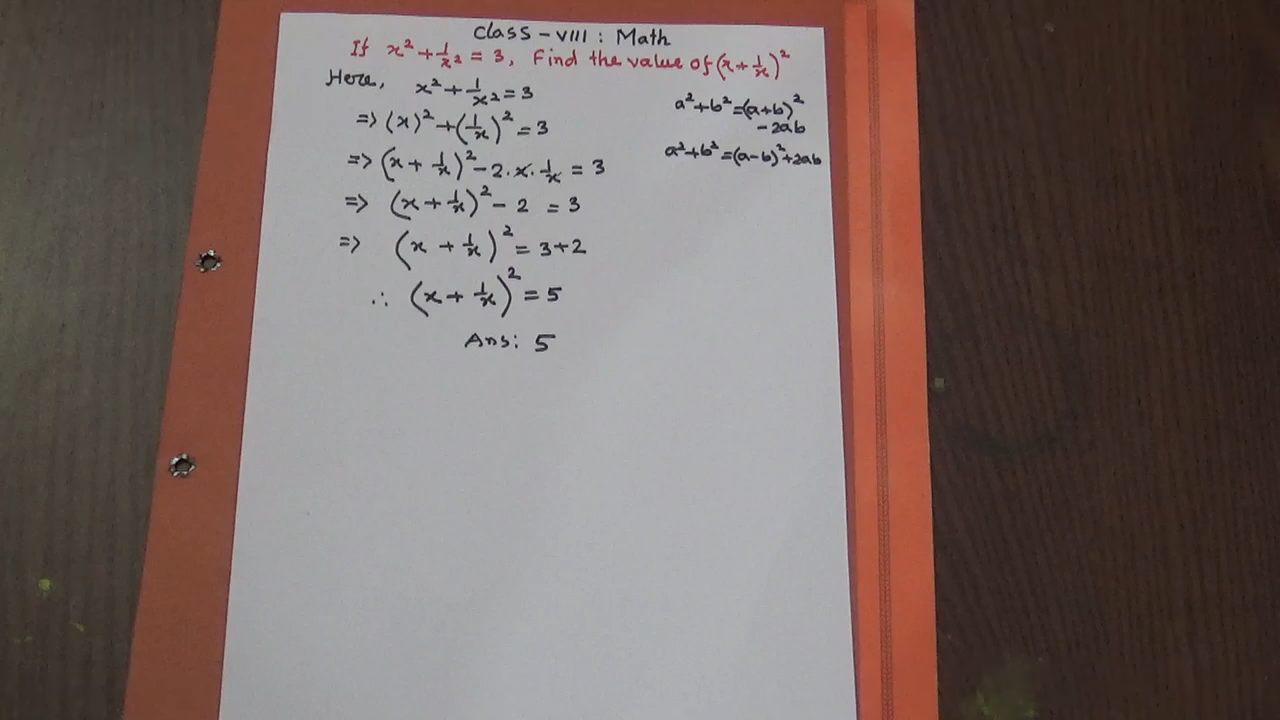 Class - VIII : Math
If x² + 1/x² = 3, Find the value of (x + 1/x)²
Here, x² + 1/x² = 3
=> (x)² + (1/x)² = 3
=> (x + 1/x)² - 2.x.1/x = 3
=> (x + 1/x)² - 2 = 3
=> (x + 1/x)² = 3+2
∴ (x + 1/x)² = 5
Ans: 5
a² + b² = (a+b)²
- 2ab
a² + b² = (a-b)² + 2ab